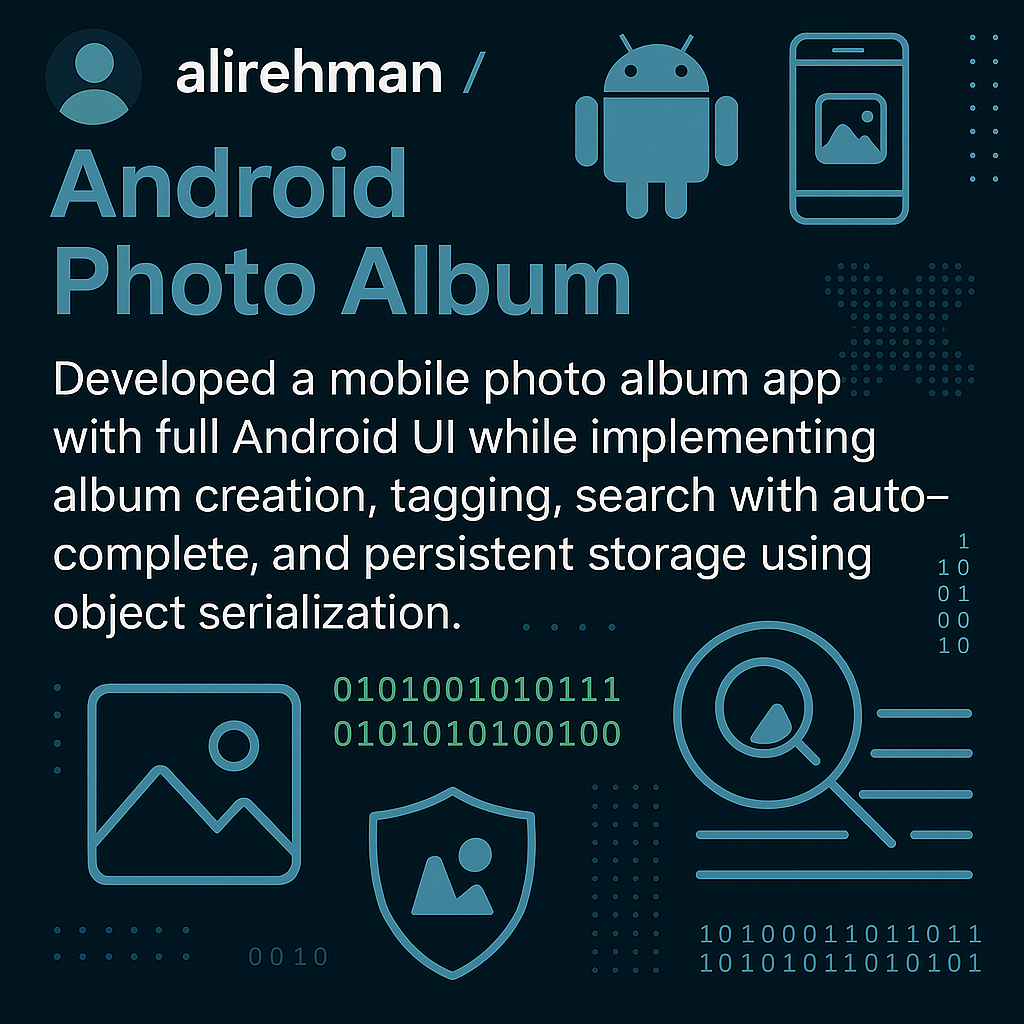 alirehman /
Android
Photo Album
Developed a mobile photo album app
with full Android UI while implementing
album creation, tagging, search with auto–
complete, and persistent storage using
object serialization.
1
10
01
00
10
0101001010111
0101010100100
0010
10100011011011
10101011010101